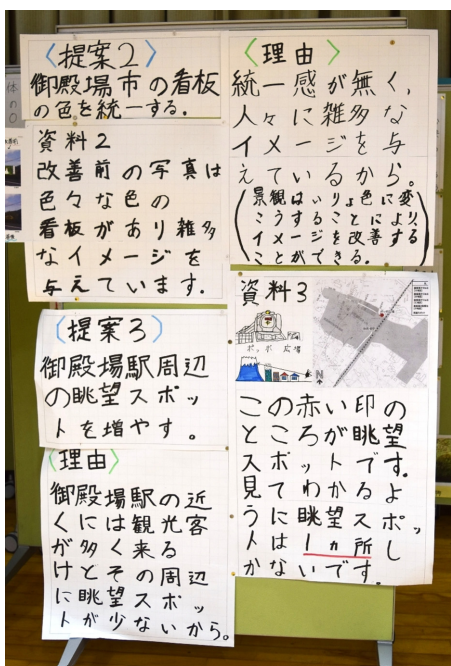 〈提案2〉
御殿場市の看板
の色を統一する。
資料2
改善前の写真は
色々な色の
看板があり雑多
なイメージを
与えています。
〈理由〉
統一感が無く、
人々に雑多な
イメージを与
えているから。
(景観はいりょ色に変
こうすることにより、
イメージを改善する
ことができる。)
〈提案3〉
御殿場駅周辺
の眺望スポッ
トを増やす。
〈理由〉
御殿場駅の近
くには観光客
が多く来る
けとその周辺
に眺望スポッ
トが少ないから。
資料3
ポッポ広場
N
この赤い印の
ところが眺望
スポットです。
見てわかるよ
うに眺望スポッ
トは1ヵ所し
かないです。